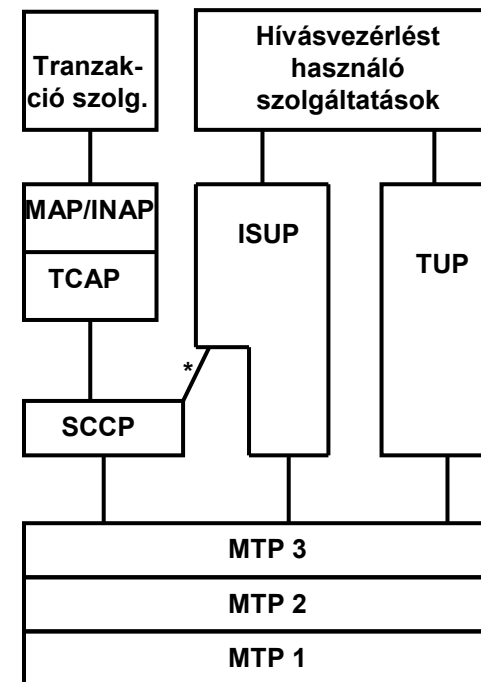 Tranzak-
ció szolg.
Hívásvezérlést
használó
szolgáltatások
MAP/INAP
TCAP
ISUP
TUP
*
SCCP
MTP 3
MTP 2
MTP 1